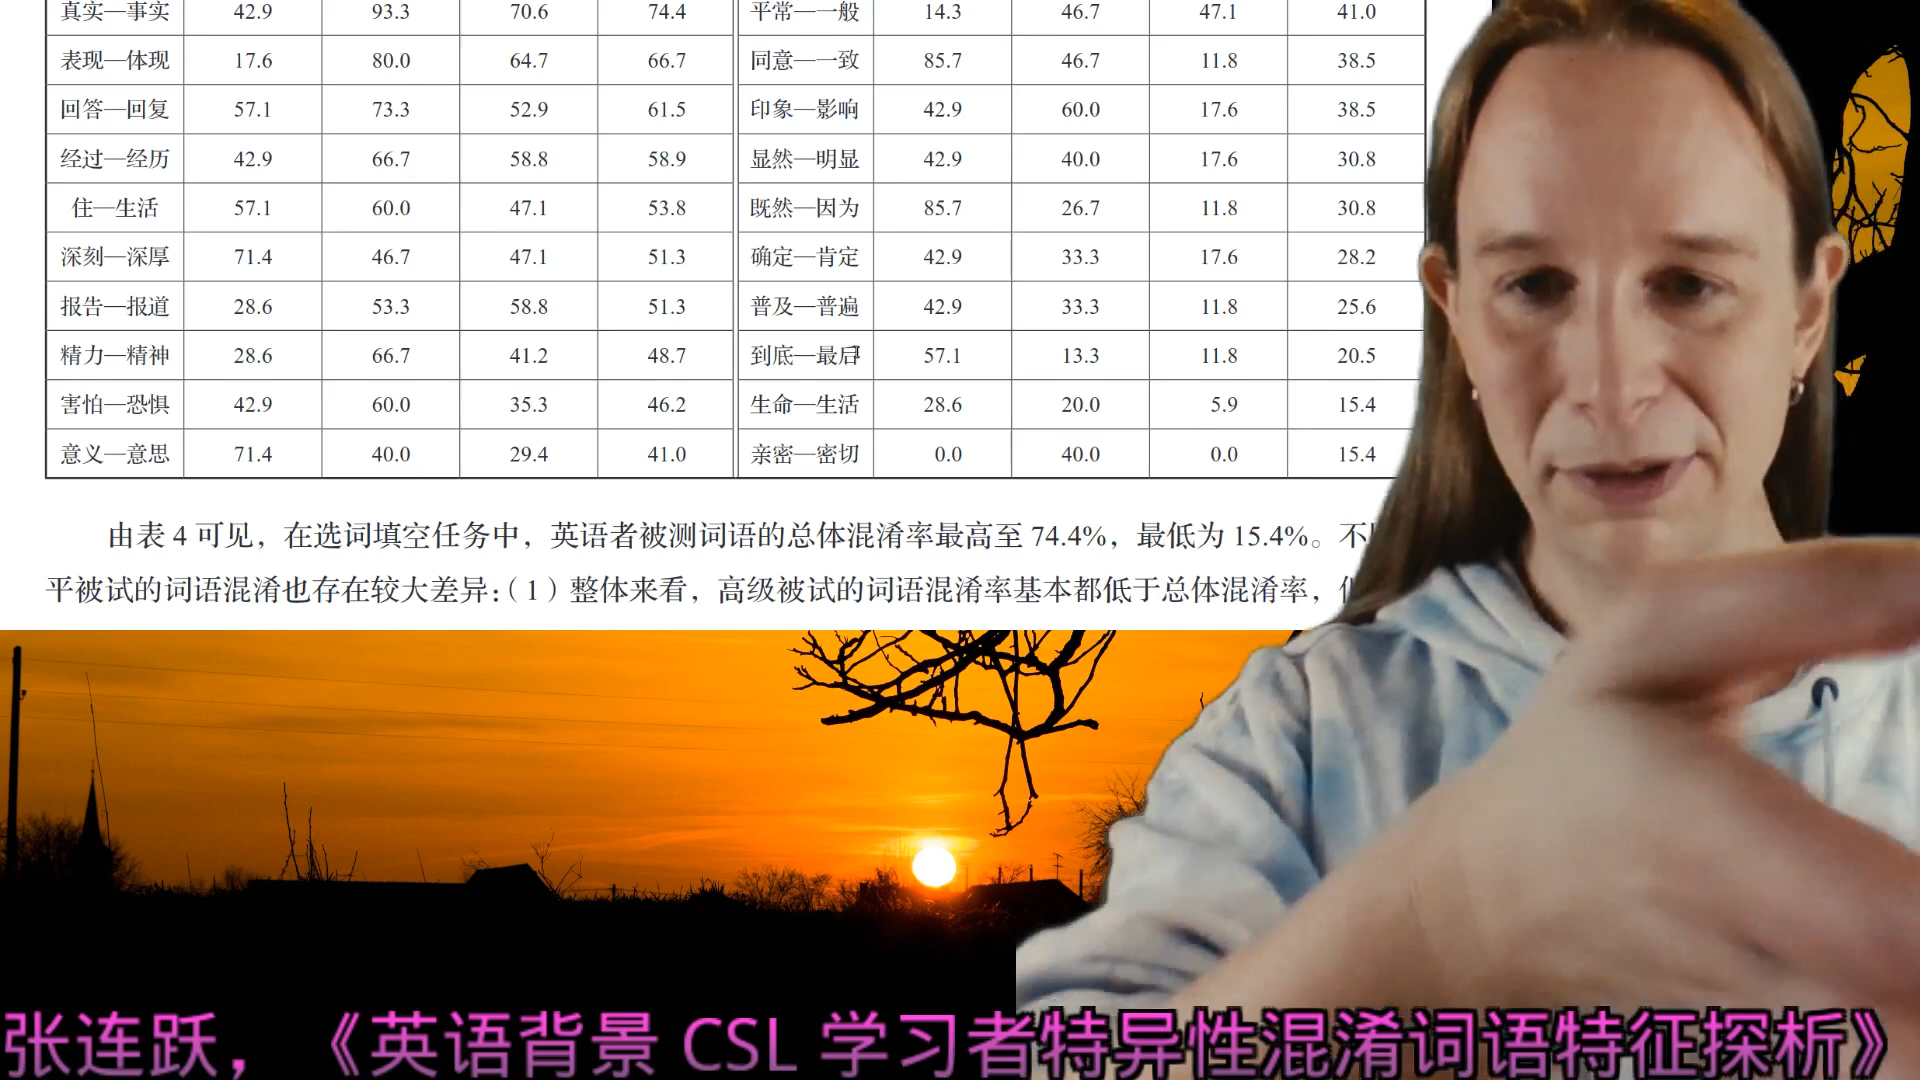 真实—事实 42.9 93.3 70.6 74.4 平常—一般 14.3 46.7 47.1 41.0
表现—体现 17.6 80.0 64.7 66.7 同意—一致 85.7 46.7 11.8 38.5
回答—回复 57.1 73.3 52.9 61.5 印象—影响 42.9 60.0 17.6 38.5
经过—经历 42.9 66.7 58.8 58.9 显然—明显 42.9 40.0 17.6 30.8
住—生活 57.1 60.0 47.1 53.8 既然—因为 85.7 26.7 11.8 30.8
深刻—深厚 71.4 46.7 47.1 51.3 确定—肯定 42.9 33.3 17.6 28.2
报告—报道 28.6 53.3 58.8 51.3 普及—普遍 42.9 33.3 11.8 25.6
精力—精神 28.6 66.7 41.2 48.7 到底—最后 57.1 13.3 11.8 20.5
害怕—恐惧 42.9 60.0 35.3 46.2 生命—生活 28.6 20.0 5.9 15.4
意义—意思 71.4 40.0 29.4 41.0 亲密—密切 0.0 40.0 0.0 15.4
由表 4 可见，在选词填空任务中，英语者被测词语的总体混淆率最高至 74.4%，最低为 15.4%。不
平被试的词语混淆也存在较大差异：（1）整体来看，高级被试的词语混淆率基本都低于总体混淆率，
张连跃，《英语背景 CSL 学习者特异性混淆词语特征探析》